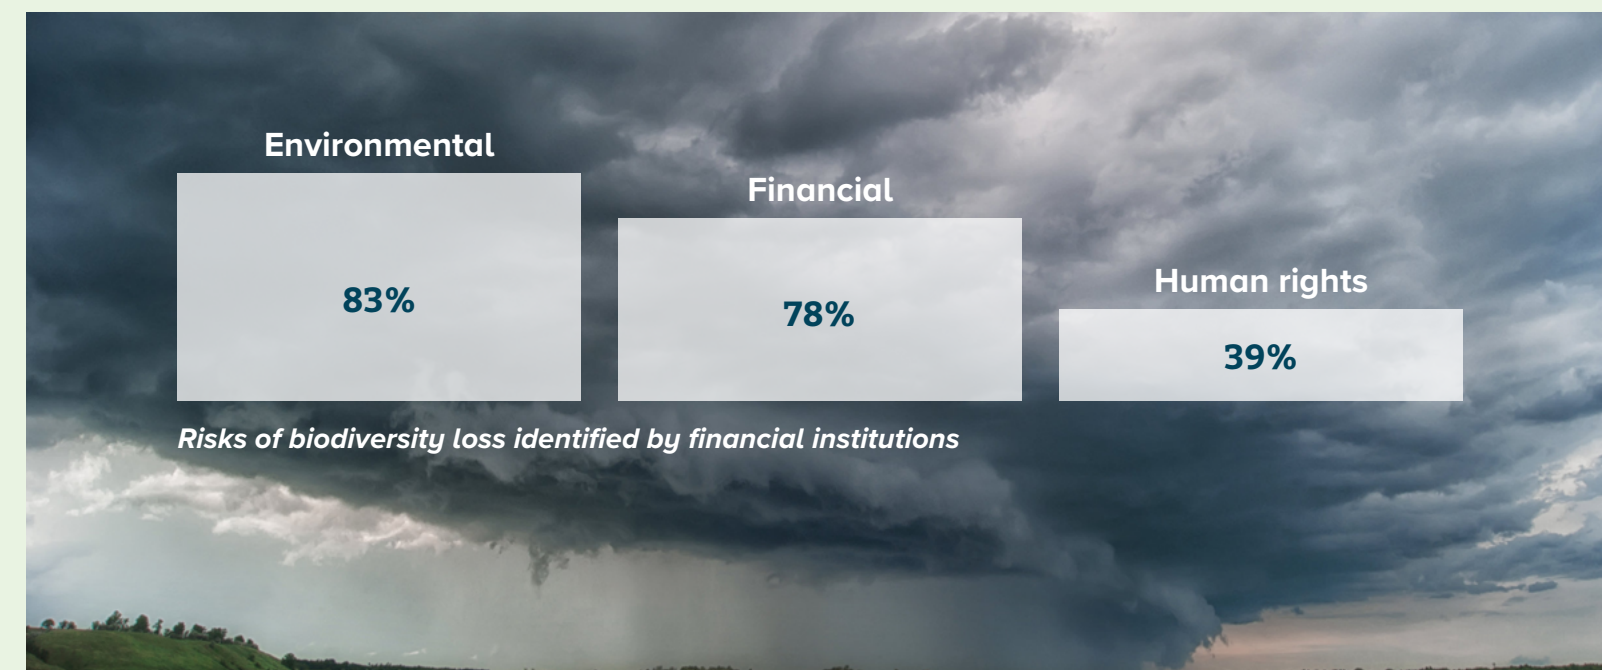 Environmental
83%
Financial
78%
Human rights
39%
Risks of biodiversity loss identified by financial institutions